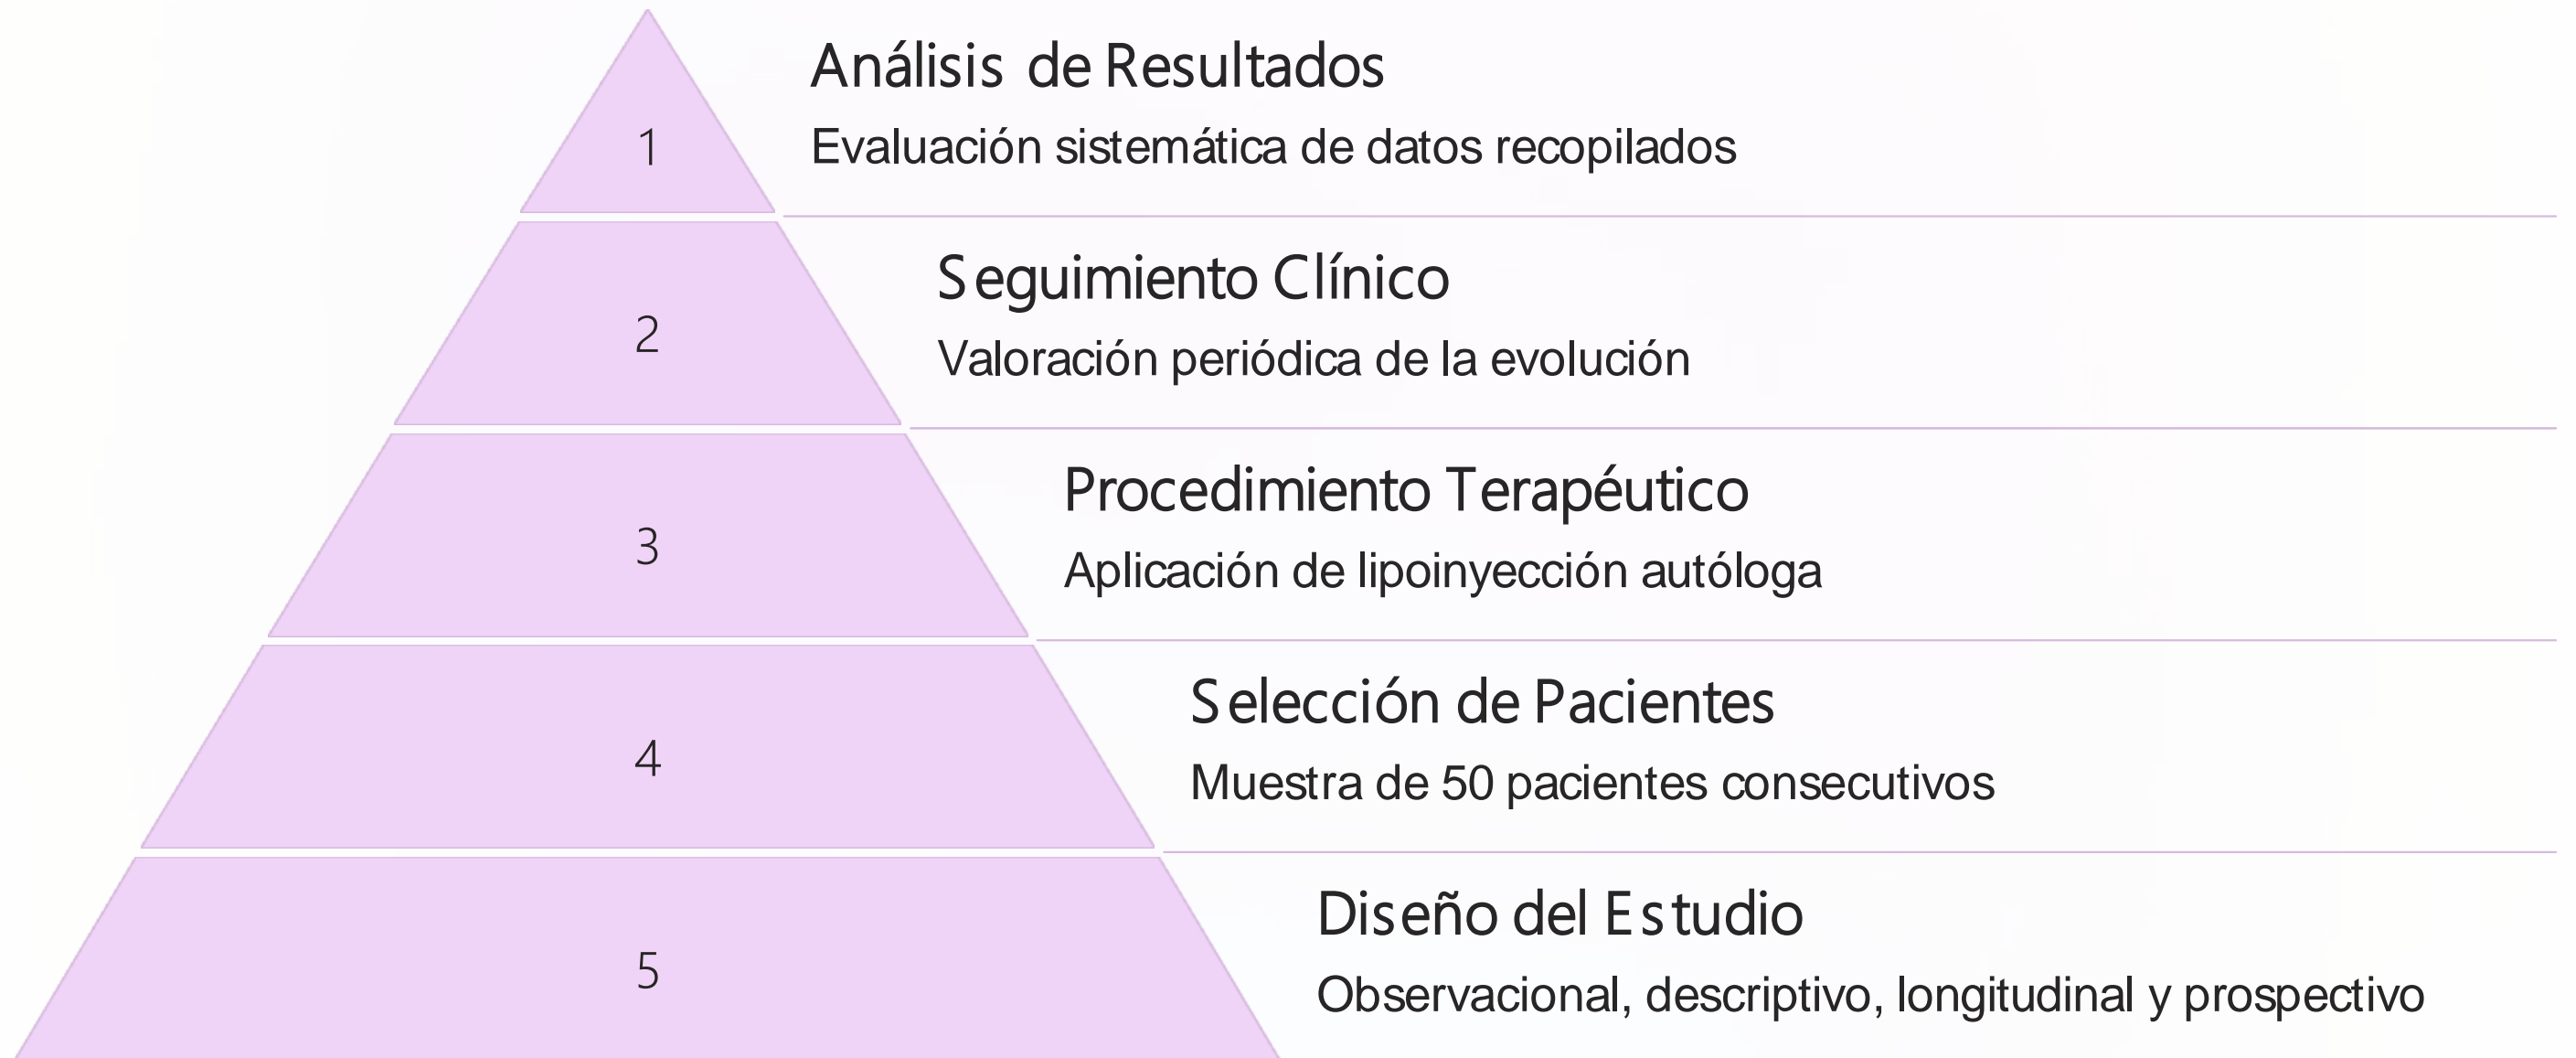 Análisis de Resultados
1
Evaluación sistemática de datos recopilados
Seguimiento Clínico
2
Valoración periódica de la evolución
Procedimiento Terapéutico
3
Aplicación de lipoinyección autóloga
Selección de Pacientes
4
Muestra de 50 pacientes consecutivos
Diseño del Estudio
5
Observacional, descriptivo, longitudinal y prospectivo